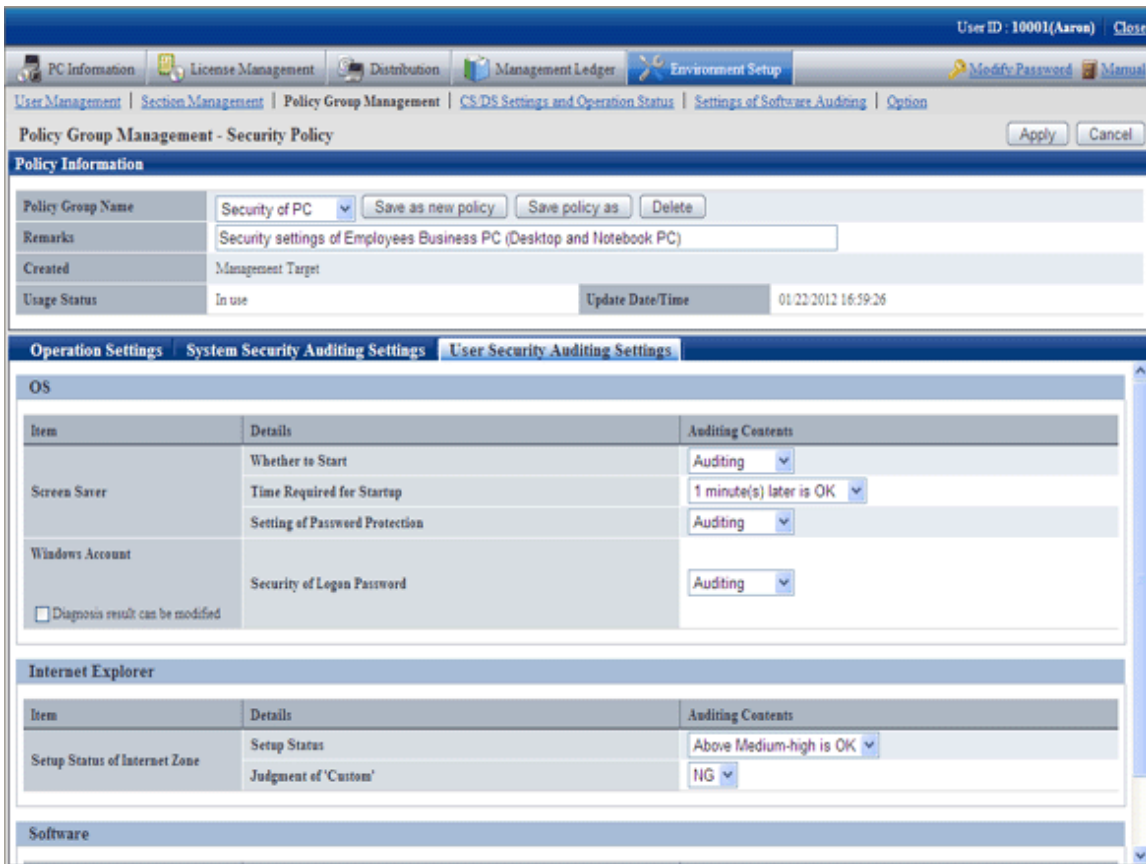 User ID : 10001(Aaron) Close
PC Information License Management Distribution Management Ledger Environment Setup Modify Password Manual
User Management | Section Management | Policy Group Management | CS/DS Settings and Operation Status | Settings of Software Auditing | Option
Policy Group Management - Security Policy Apply Cancel
Policy Information
Policy Group Name Security of PC Save as new policy Save policy as Delete
Remarks Security settings of Employees Business PC (Desktop and Notebook PC)
Created Management Target
Usage Status In use Update Date/Time 01/22/2012 16:59:26
Operation Settings System Security Auditing Settings User Security Auditing Settings
OS
Item Details Auditing Contents
Screen Saver
Whether to Start Auditing
Time Required for Startup 1 minute(s) later is OK
Setting of Password Protection Auditing
Windows Account
Security of Logon Password Auditing
Diagnosis result can be modified
Internet Explorer
Item Details Auditing Contents
Setup Status of Internet Zone
Setup Status Above Medium-high is OK
Judgment of 'Custom' NG
Software